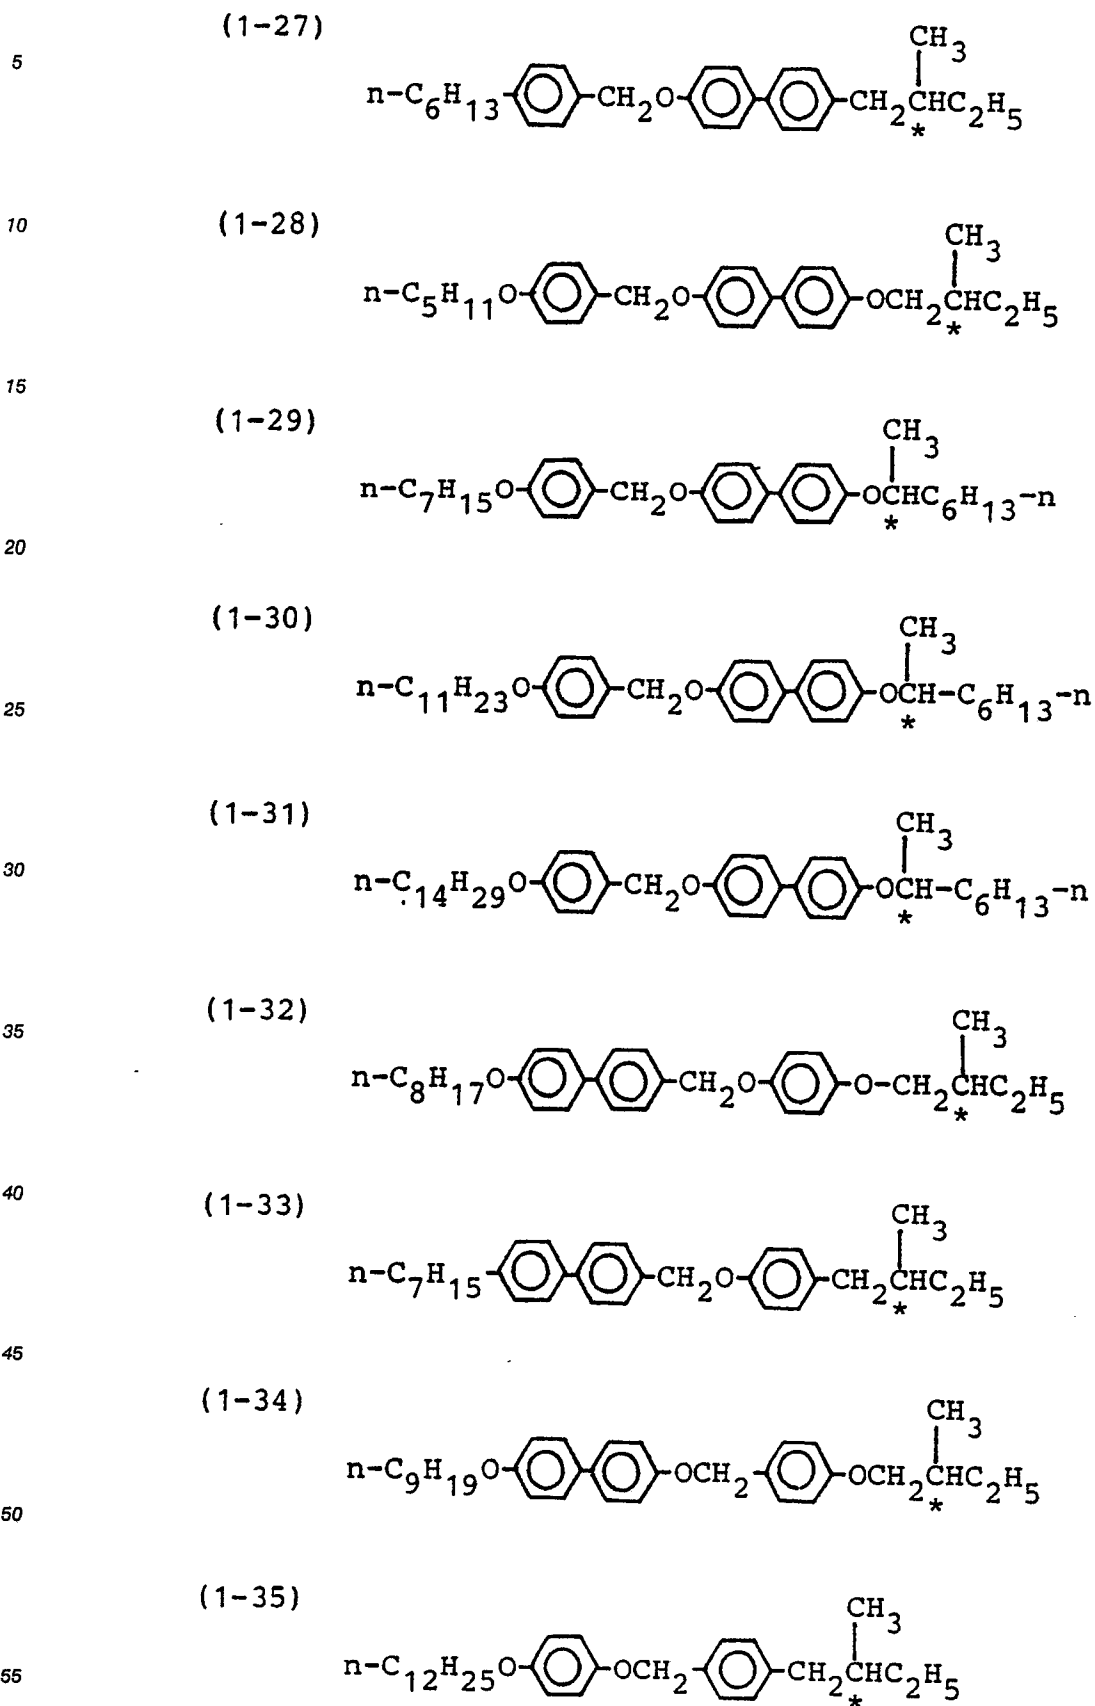 (1-27)
CH3
5
n-C6H13-CH2O-CH2CHC2H5
*
10
(1-28)
CH3
n-C5H11O-CH2O-OCH2CHC2H5
*
15
(1-29)
CH3
n-C7H15O-CH2O-OCHC6H13-n
*
20
(1-30)
CH3
n-C11H23O-CH2O-OCH-C6H13-n
25
*
(1-31)
CH3
30
n-C14H29O-CH2O-OCH-C6H13-n
*
(1-32)
35
CH3
n-C8H17O-CH2O-O-CH2CHC2H5
*
40
(1-33)
CH3
n-C7H15-CH2O-CH2CHC2H5
*
45
(1-34)
CH3
n-C9H19O-OCH2-OCH2CHC2H5
*
50
(1-35)
CH3
55
n-C12H25O-OCH2-CH2CHC2H5
*